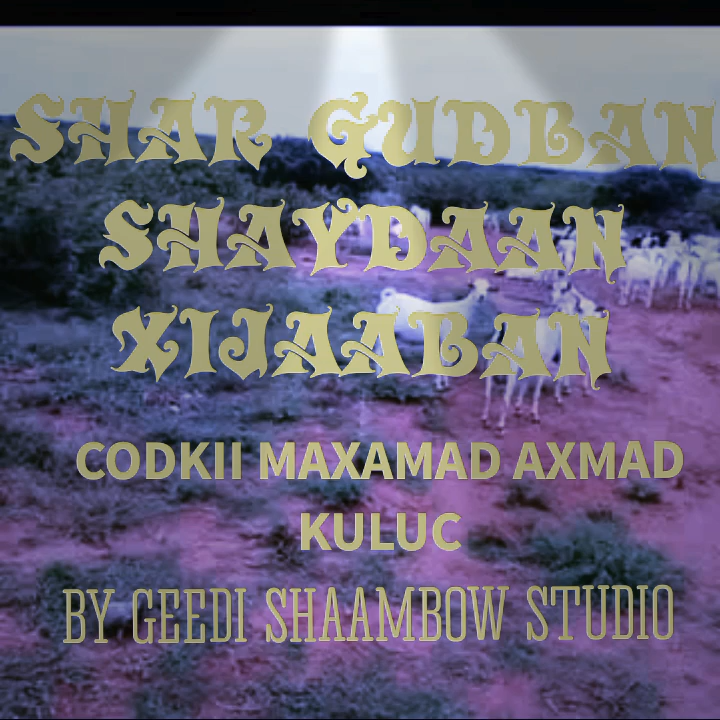 SHAR GUDBAN
SHAYDAAN
XIJAABAN
CODKII MAXAMAD AXMAD
KULUC
BY GEEDI SHAAMBOW STUDIO